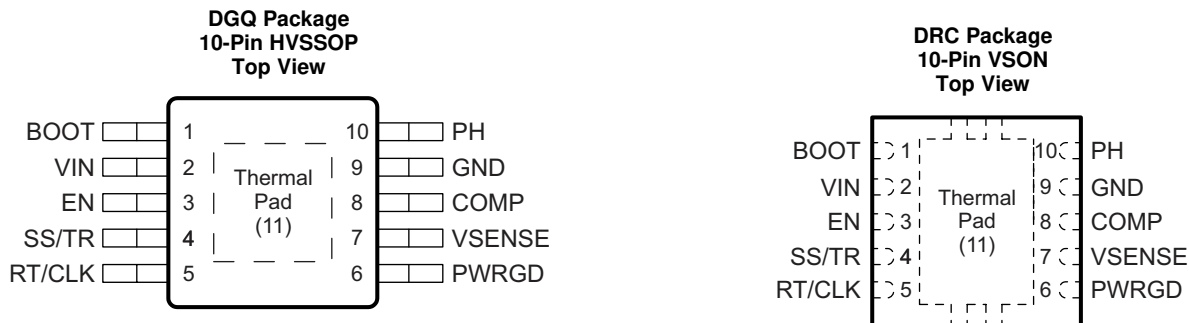 DGQ Package
10-Pin HVSSOP
Top View
BOOT 1 10 PH
VIN 2 9 GND
EN 3 8 COMP
SS/TR 4 7 VSENSE
RT/CLK 5 6 PWRGD
Thermal
Pad
(11)
DRC Package
10-Pin VSON
Top View
BOOT 1 10 PH
VIN 2 9 GND
EN 3 8 COMP
SS/TR 4 7 VSENSE
RT/CLK 5 6 PWRGD
Thermal
Pad
(11)